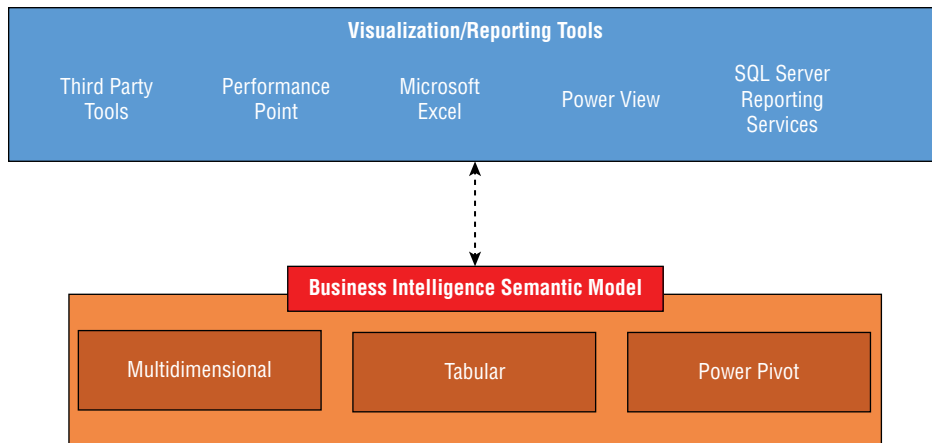 Visualization/Reporting Tools
Third Party
Tools
Performance
Point
Microsoft
Excel
Power View
SQL Server
Reporting
Services
Business Intelligence Semantic Model
Multidimensional
Tabular
Power Pivot